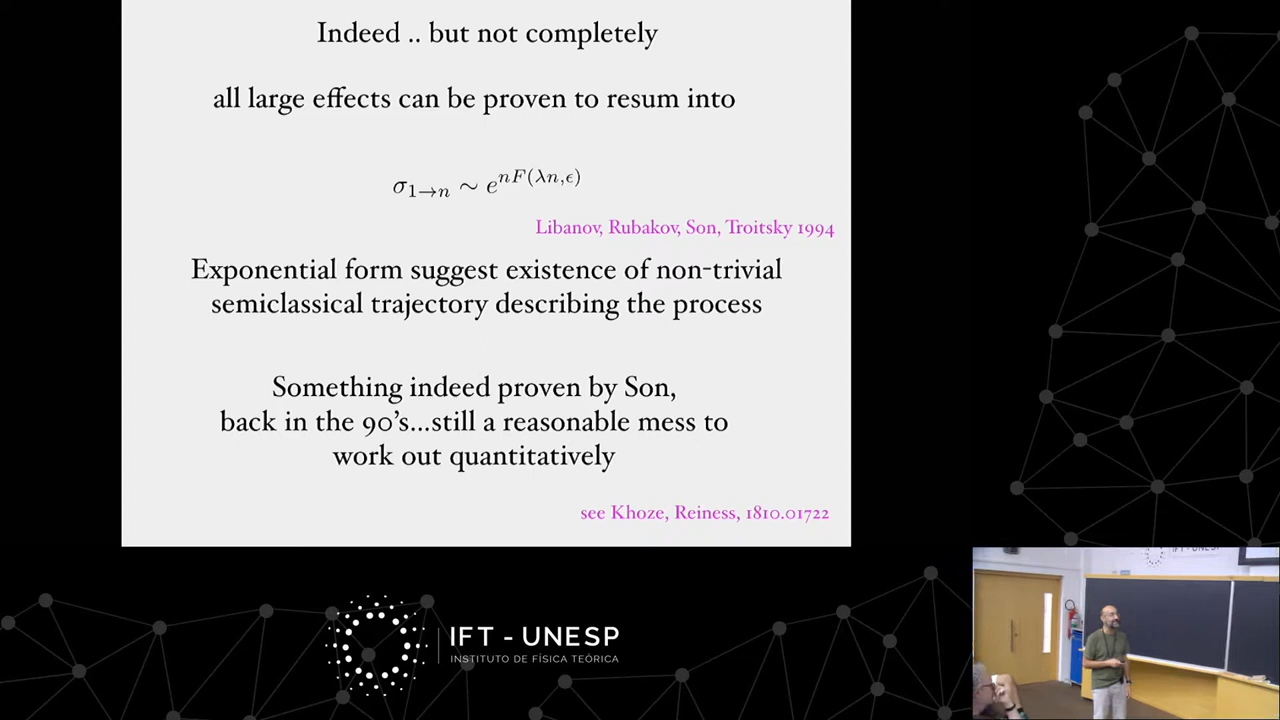 Indeed .. but not completely
all large effects can be proven to resum into
σ₁→ₙ ∼ e^{nF(λn,ϵ)}
Libanov, Rubakov, Son, Troitsky 1994
Exponential form suggest existence of non-trivial
semiclassical trajectory describing the process
Something indeed proven by Son,
back in the 90's...still a reasonable mess to
work out quantitatively
see Khoze, Reiness, 1810.01722
IFT - UNESP
INSTITUTO DE FÍSICA TEÓRICA
IFT - UNESP